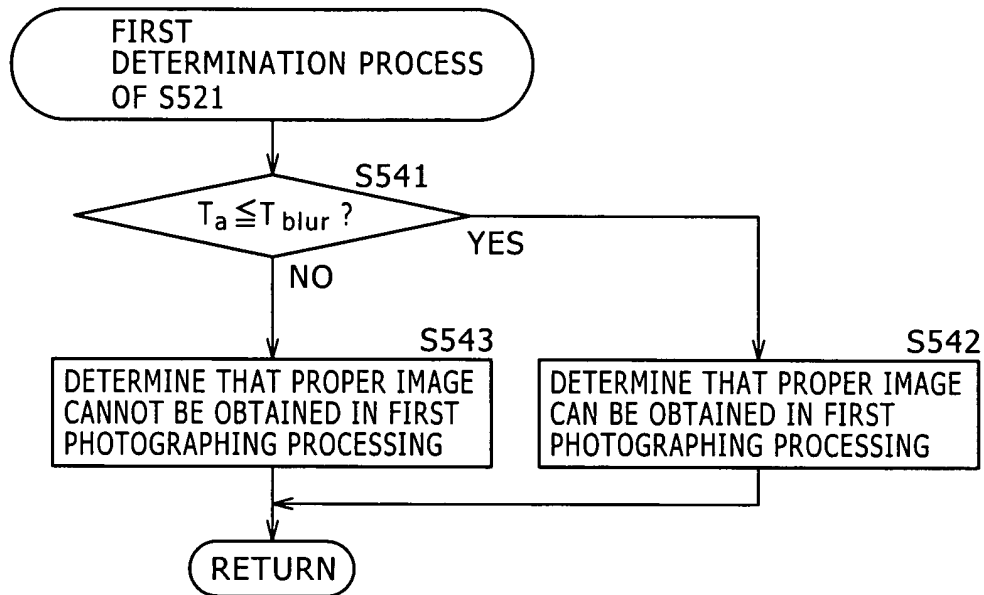 FIRST
DETERMINATION PROCESS
OF S521
S541
Ta≦Tblur ?
YES
NO
S543
DETERMINE THAT PROPER IMAGE
CANNOT BE OBTAINED IN FIRST
PHOTOGRAPHING PROCESSING
S542
DETERMINE THAT PROPER IMAGE
CAN BE OBTAINED IN FIRST
PHOTOGRAPHING PROCESSING
RETURN